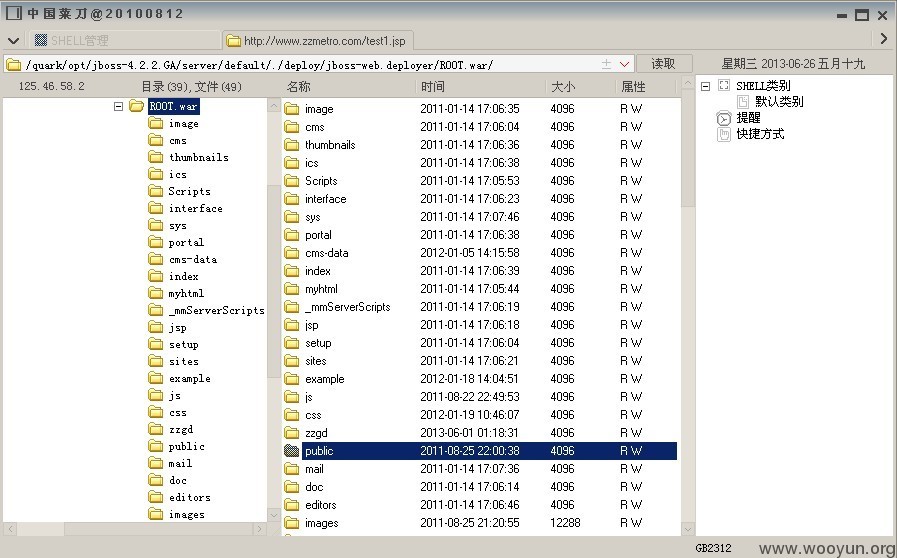 中国菜刀@20100812
SHELL管理
http://www.zzmetro.com/test1.jsp
/quark/opt/jboss-4.2.2.GA/server/default/./deploy/jboss-web.deployer/ROOT.war/
读取
星期三 2013-06-26 五月十九
125.46.58.2
目录(39),文件(49)
ROOT.war
image
cms
thumbnails
ics
Scripts
interface
sys
portal
cms-data
index
myhtml
_mmServerScripts
jsp
setup
sites
example
js
css
zzgd
public
mail
doc
editors
images
名称 时间 大小 属性
image 2011-01-14 17:06:35 4096 R W
cms 2011-01-14 17:06:04 4096 R W
thumbnails 2011-01-14 17:06:36 4096 R W
ics 2011-01-14 17:06:38 4096 R W
Scripts 2011-01-14 17:05:53 4096 R W
interface 2011-01-14 17:06:23 4096 R W
sys 2011-01-14 17:07:46 4096 R W
portal 2011-01-14 17:06:38 4096 R W
cms-data 2012-01-05 14:15:58 4096 R W
index 2011-01-14 17:06:39 4096 R W
myhtml 2011-01-14 17:05:44 4096 R W
_mmServerScripts 2011-01-14 17:06:19 4096 R W
jsp 2011-01-14 17:06:18 4096 R W
setup 2011-01-14 17:06:04 4096 R W
sites 2011-01-14 17:06:21 4096 R W
example 2012-01-18 14:04:51 4096 R W
js 2011-08-22 22:49:53 4096 R W
css 2012-01-19 10:46:07 4096 R W
zzgd 2013-06-01 01:18:31 4096 R W
public 2011-08-25 22:00:38 4096 R W
mail 2011-01-14 17:07:36 4096 R W
doc 2011-01-14 17:06:14 4096 R W
editors 2011-01-14 17:06:46 4096 R W
images 2011-08-25 21:20:55 12288 R W
SHELL类别
默认类别
提醒
快捷方式
GB2312
www.wooyun.org